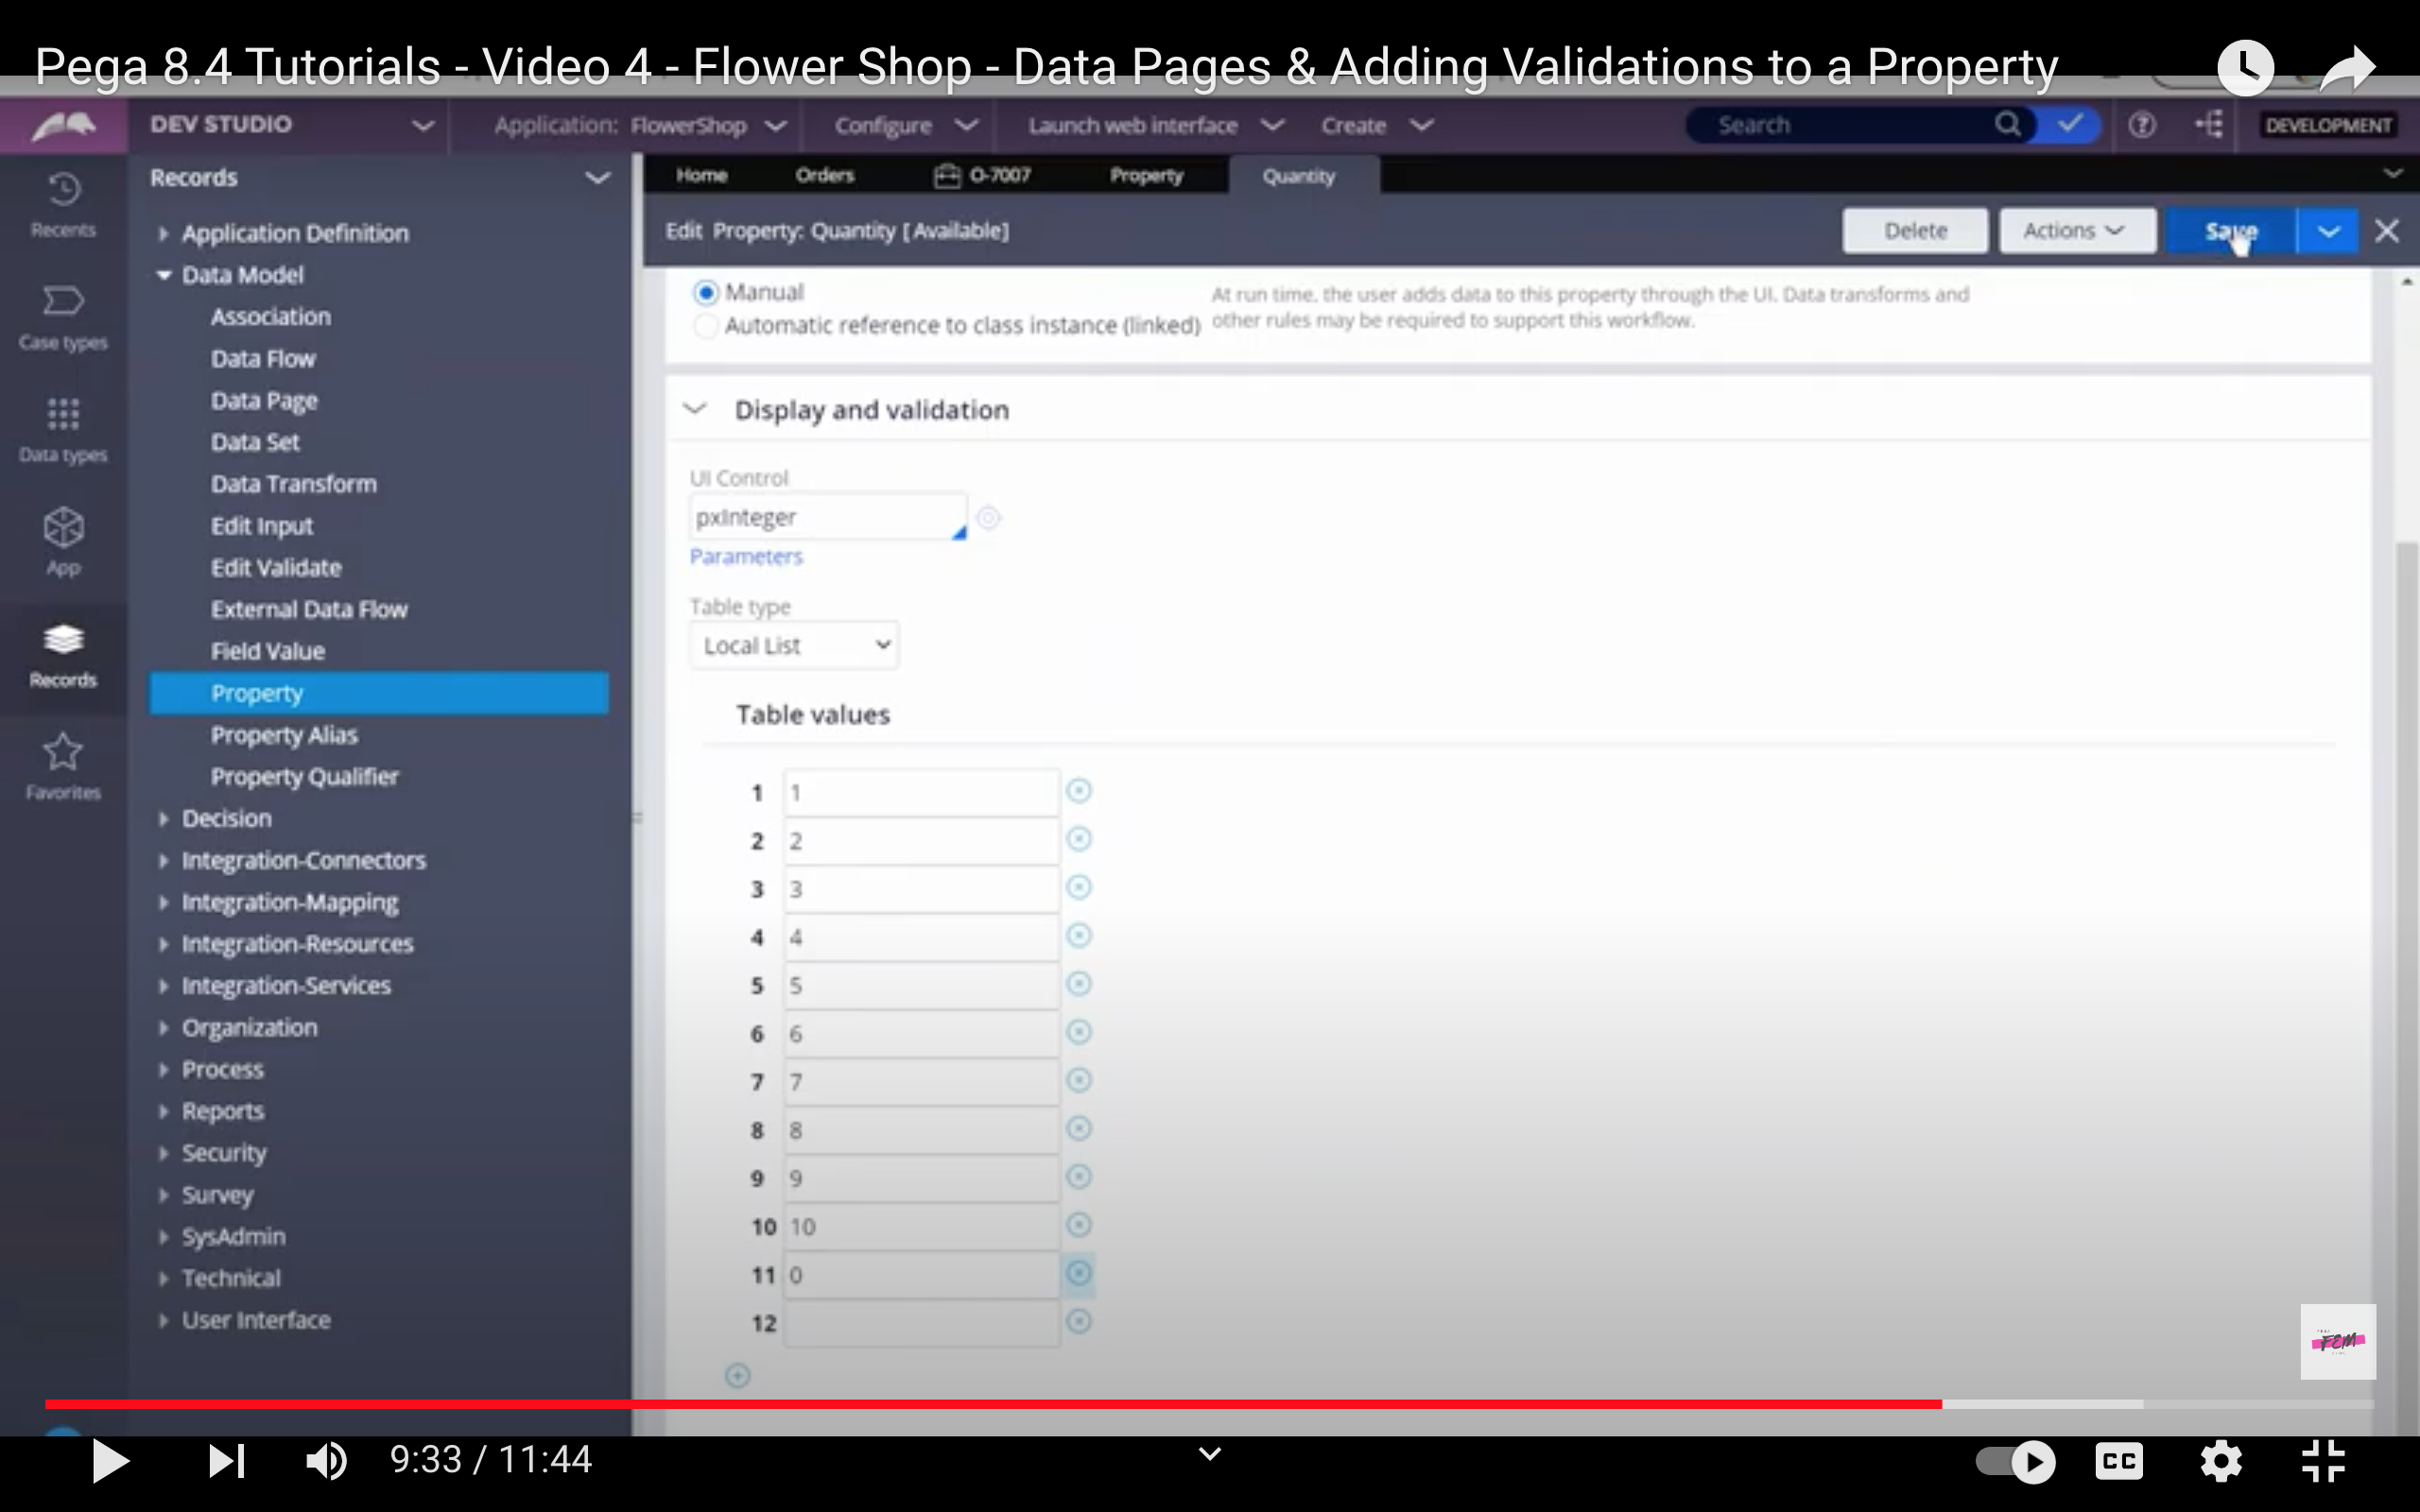 Pega 8.4 Tutorials - Video 4 - Flower Shop - Data Pages & Adding Validations to a Property
DEV STUDIO
Application: FlowerShop
Configure
Launch web interface
Create
Search
DEVELOPMENT
Recents
Case types
Data types
App
Records
Favorites
Records
Application Definition
Data Model
Association
Data Flow
Data Page
Data Set
Data Transform
Edit Input
Edit Validate
External Data Flow
Field Value
Property
Property Alias
Property Qualifier
Decision
Integration-Connectors
Integration-Mapping
Integration-Resources
Integration-Services
Organization
Process
Reports
Security
Survey
SysAdmin
Technical
User Interface
Home
Orders
O-7007
Property
Quantity
Edit Property: Quantity [Available]
Delete
Actions
Save
Manual
Automatic reference to class instance (linked)
At run time, the user adds data to this property through the UI. Data transforms and
other rules may be required to support this workflow.
Display and validation
UI Control
pxInteger
Parameters
Table type
Local List
Table values
1 1
2 2
3 3
4 4
5 5
6 6
7 7
8 8
9 9
10 10
11 0
12
FEM
9:33 / 11:44
CC